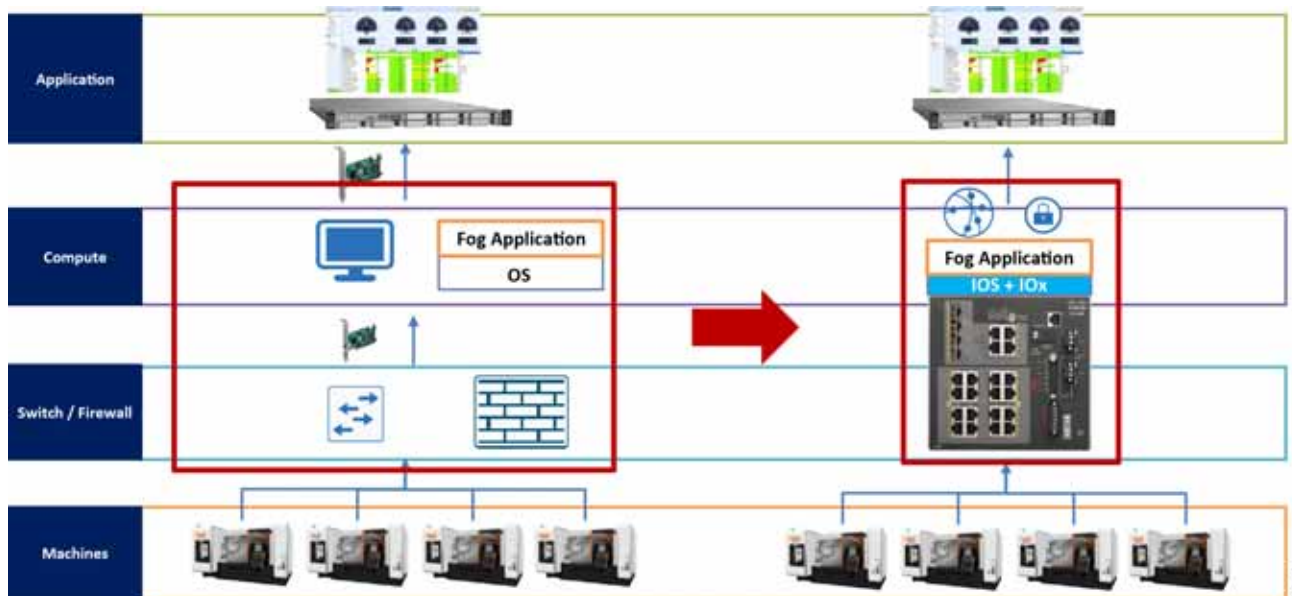 Application
Compute
Fog Application
OS
Fog Application
IOS + IOx
Switch / Firewall
Machines